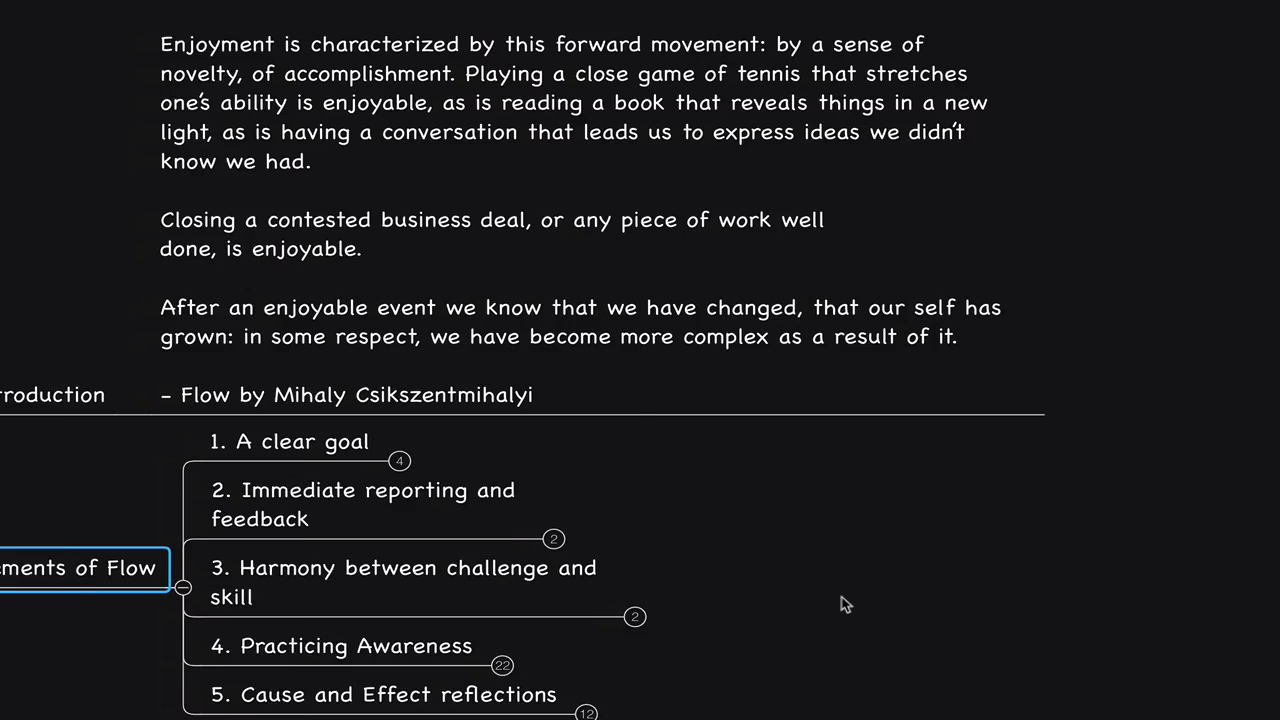 Enjoyment is characterized by this forward movement: by a sense of
novelty, of accomplishment. Playing a close game of tennis that stretches
one's ability is enjoyable, as is reading a book that reveals things in a new
light, as is having a conversation that leads us to express ideas we didn't
know we had.
Closing a contested business deal, or any piece of work well
done, is enjoyable.
After an enjoyable event we know that we have changed, that our self has
grown: in some respect, we have become more complex as a result of it.
troduction – Flow by Mihaly Csikszentmihalyi
1. A clear goal
4
2. Immediate reporting and
feedback
2
ments of Flow
3. Harmony between challenge and
skill
2
4. Practicing Awareness
22
5. Cause and Effect reflections
12